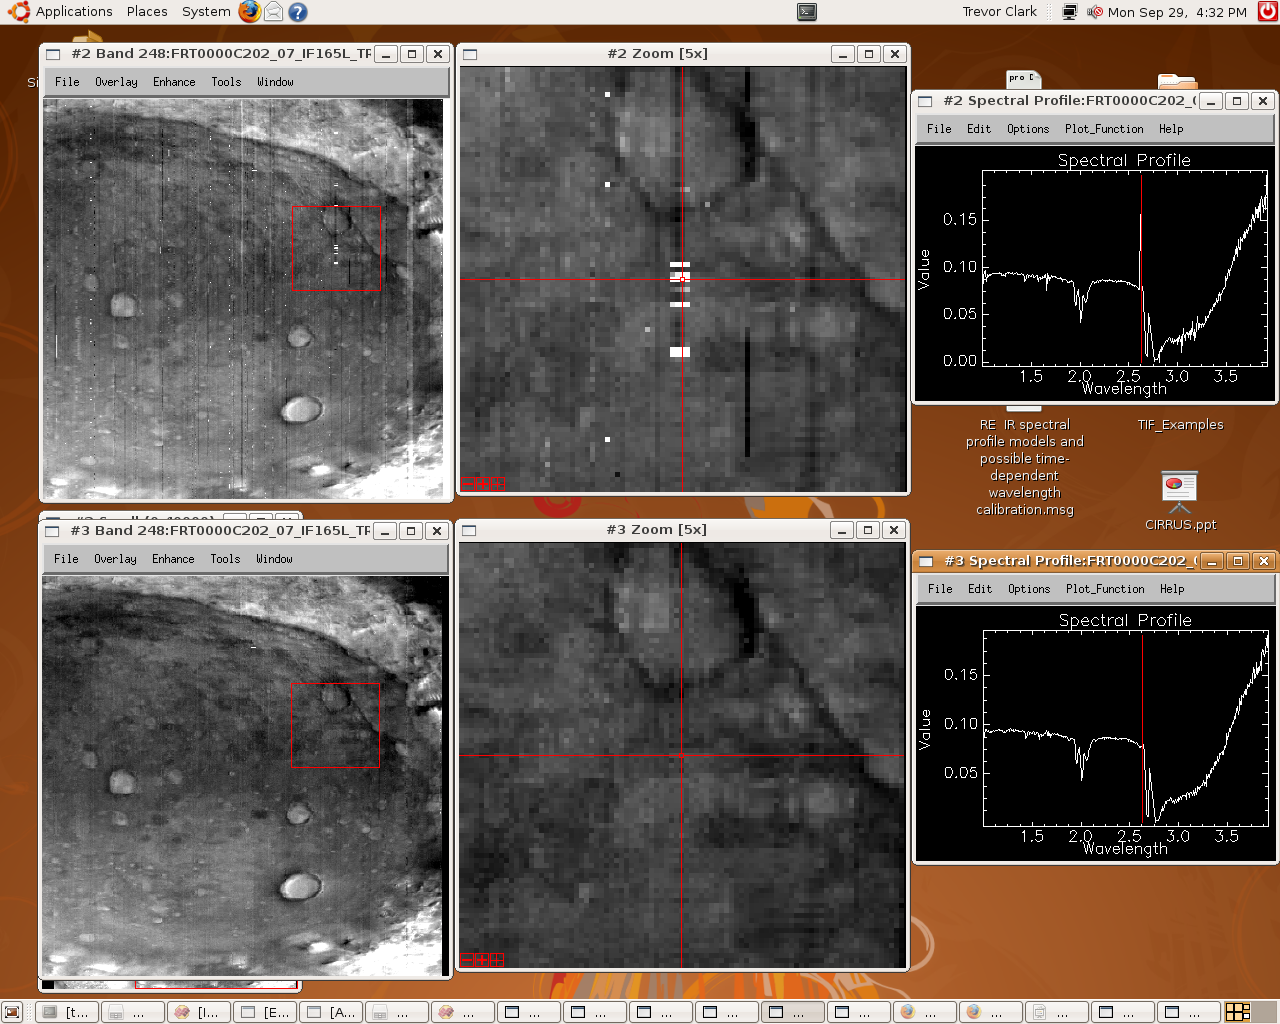 Applications Places System
Trevor Clark
Mon Sep 29, 4:32 PM
#2 Band 248:FRT0000C202_07_IF165L_TR
File Overlay Enhance Tools Window
#2 Zoom [5x]
pro
#2 Spectral Profile:FRT0000C202_
File Edit Options Plot_Function Help
Spectral Profile
Value
0.15
0.10
0.05
0.00
1.5 2.0 2.5 3.0 3.5
Wavelength
RE IR spectral
profile models and
possible time-
dependent
wavelength
calibration.msg
TIF_Examples
CIRRUS.ppt
#3 Band 248:FRT0000C202_07_IF165L_TR
File Overlay Enhance Tools Window
#3 Zoom [5x]
#3 Spectral Profile:FRT0000C202_
File Edit Options Plot_Function Help
Spectral Profile
Value
0.15
0.10
0.05
1.5 2.0 2.5 3.0 3.5
Wavelength
[t... ... [I... [E... [A... ... ... ... ... ... ... ... ... ... ... ... ... ...